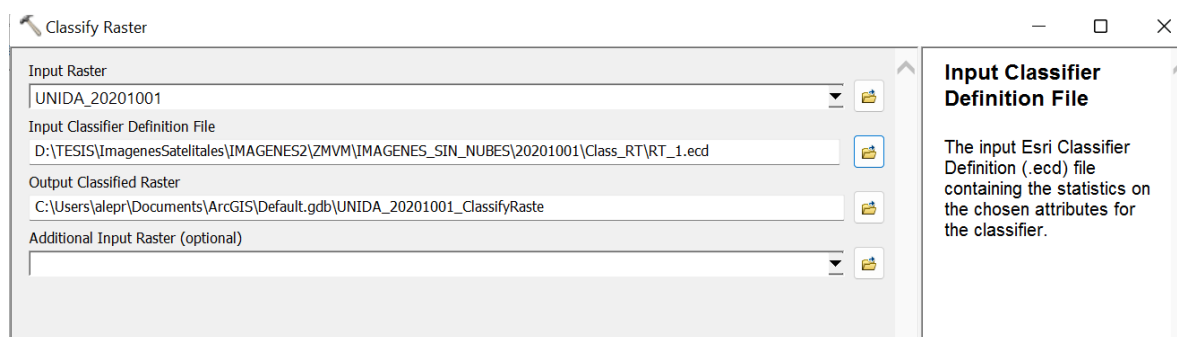 Classify Raster
Input Raster
UNIDA_20201001
Input Classifier Definition File
D:\TESIS\ImagenesSatelitales\IMAGENES2\ZMVM\IMAGENES_SIN_NUBES\20201001\Class_RT\RT_1.ecd
Output Classified Raster
C:\Users\alepr\Documents\ArcGIS\Default.gdb\UNIDA_20201001_ClassifyRaste
Additional Input Raster (optional)
Input Classifier
Definition File
The input Esri Classifier
Definition (.ecd) file
containing the statistics on
the chosen attributes for
the classifier.